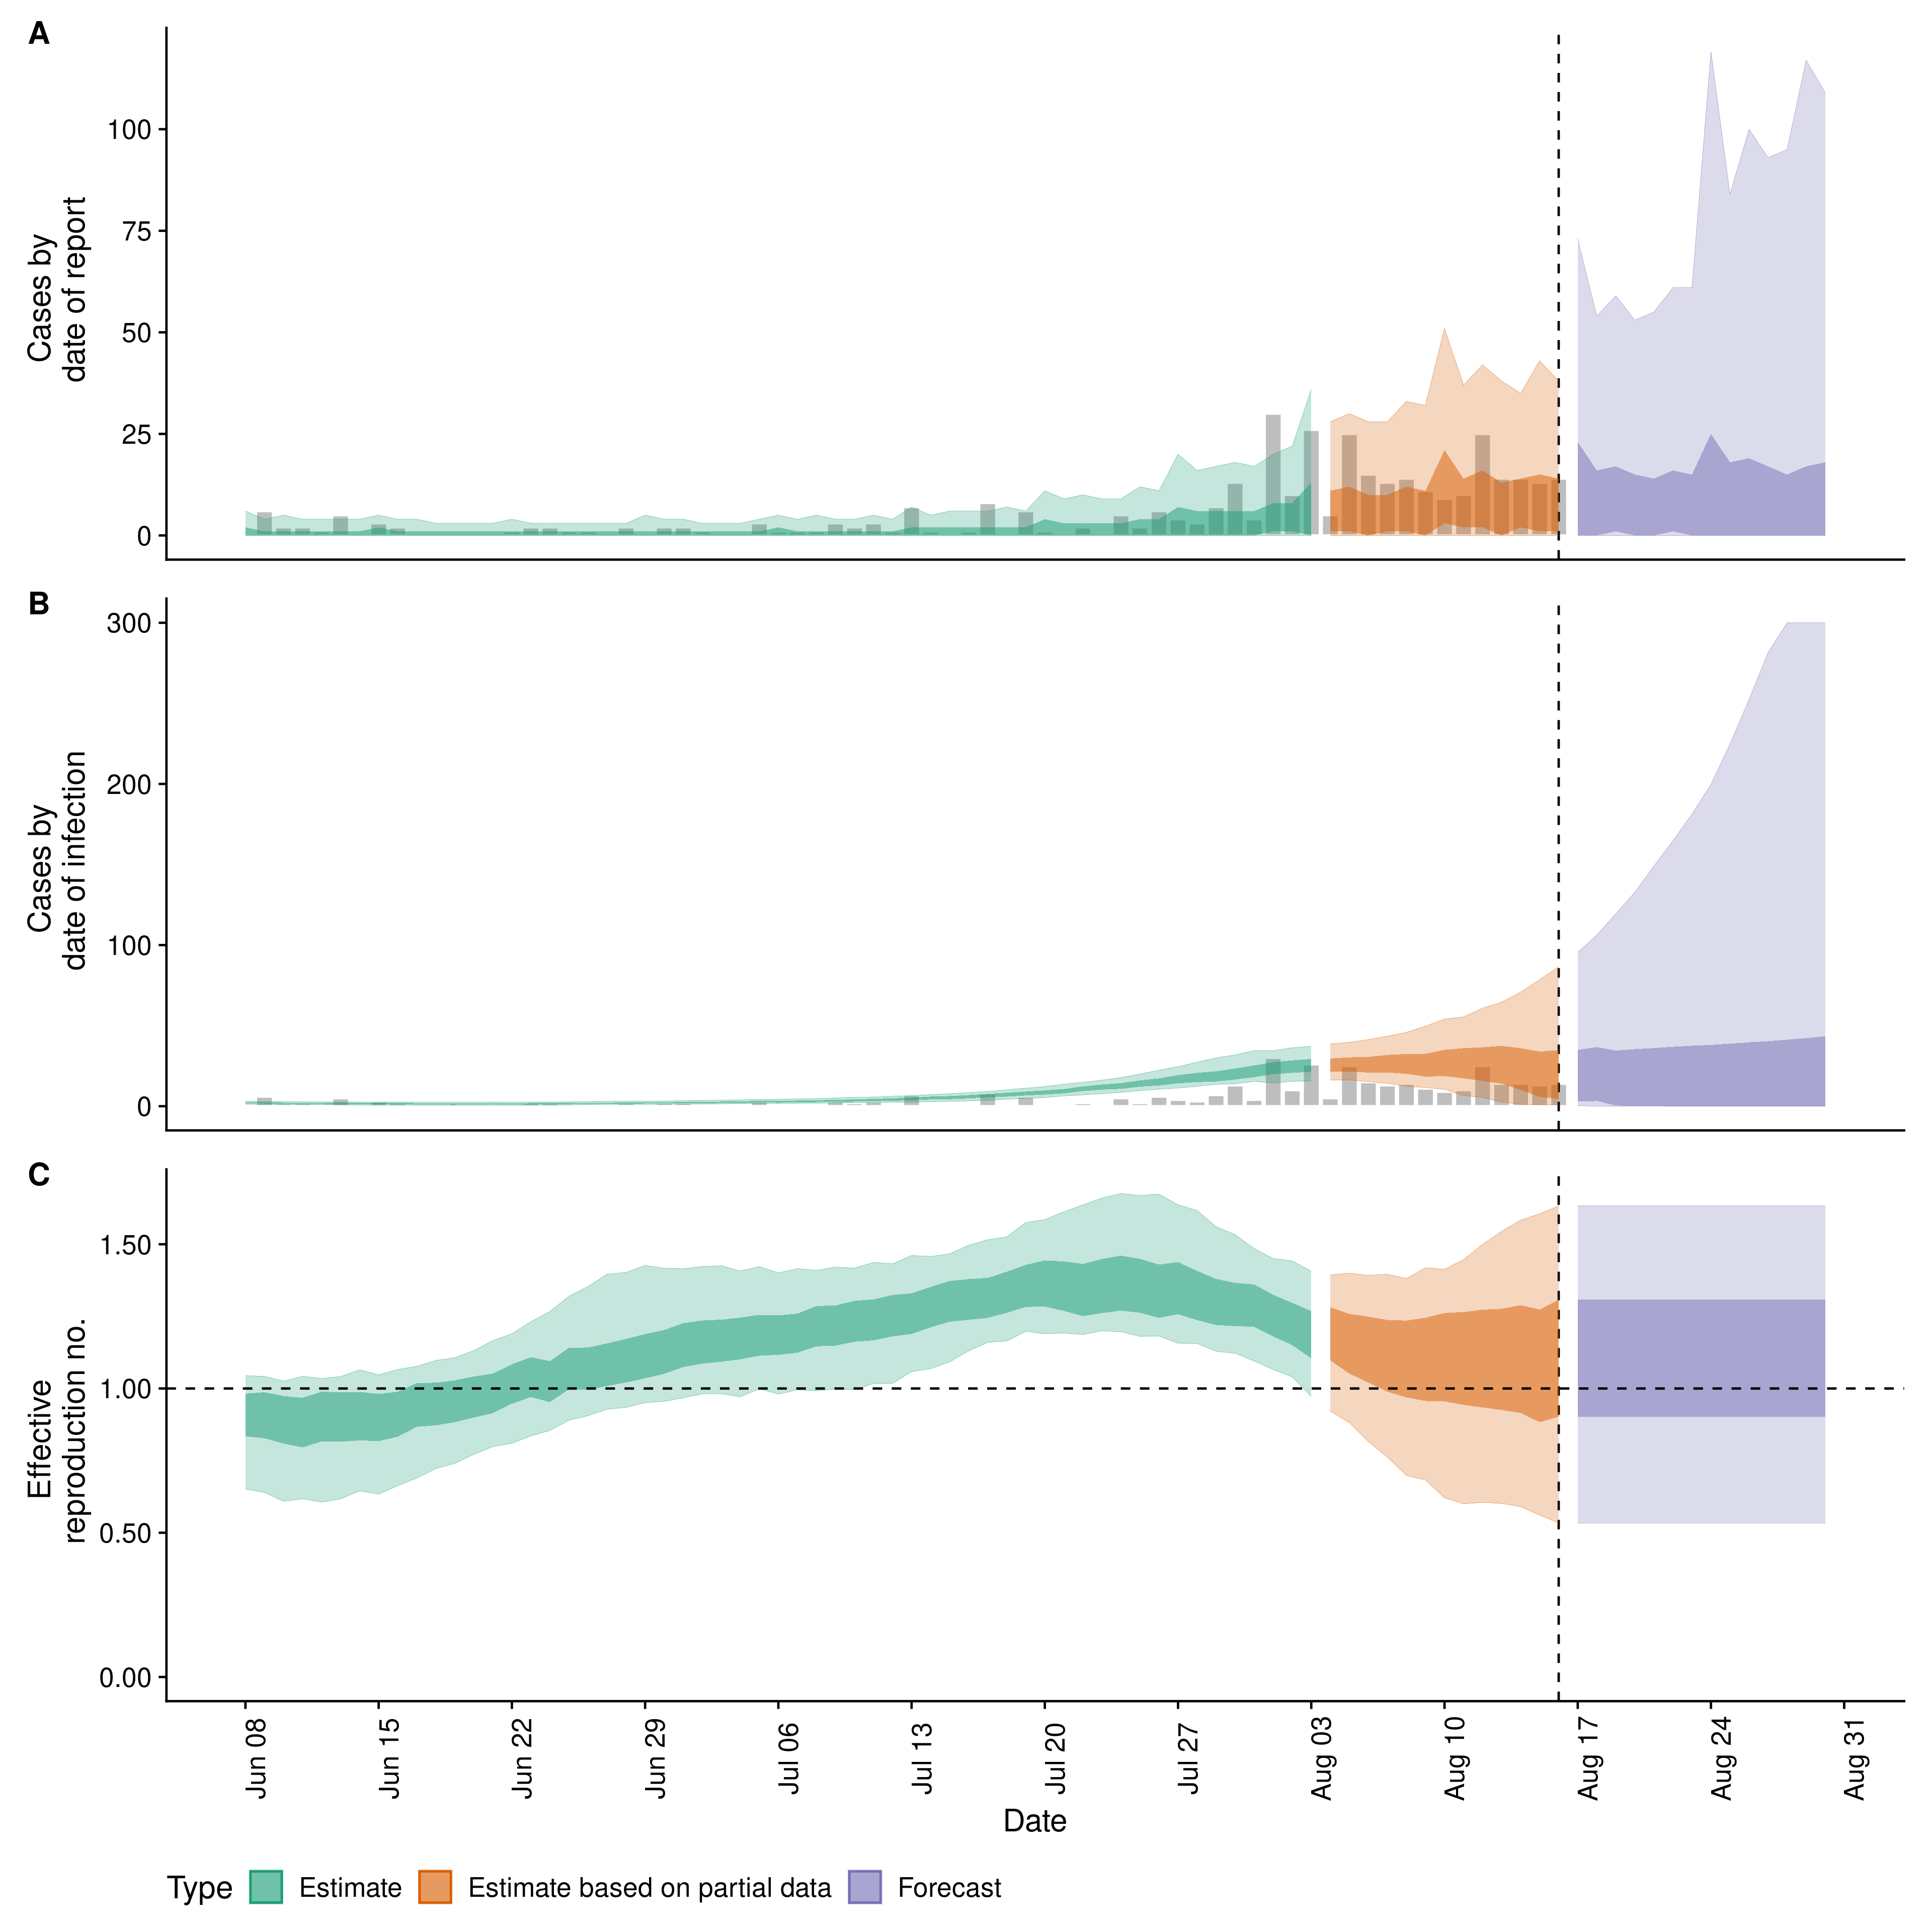 A
Cases by
date of report
100
75
50
25
0
B
Cases by
date of infection
300
200
100
0
C
Effective
reproduction no.
1.50
1.00
0.50
0.00
Jun 08
Jun 15
Jun 22
Jun 29
Jul 06
Jul 13
Jul 20
Jul 27
Aug 03
Aug 10
Aug 17
Aug 24
Aug 31
Date
Type Estimate Estimate based on partial data Forecast